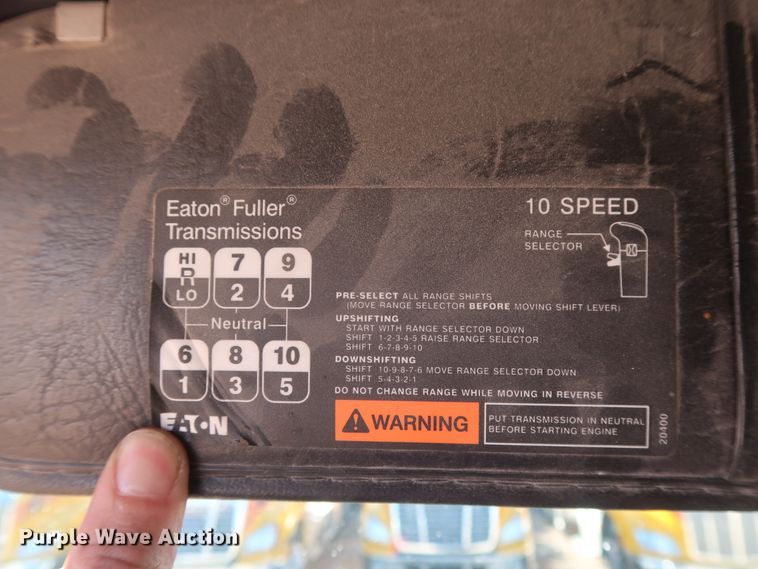 Eaton® Fuller®
Transmissions
10 SPEED
RANGE
SELECTOR
HI
R
LO
7
2
9
4
Neutral
6
1
8
3
10
5
PRE-SELECT ALL RANGE SHIFTS
(MOVE RANGE SELECTOR BEFORE MOVING SHIFT LEVER)
UPSHIFTING
START WITH RANGE SELECTOR DOWN
SHIFT 1-2-3-4-5 RAISE RANGE SELECTOR
SHIFT 6-7-8-9-10
DOWNSHIFTING
SHIFT 10-9-8-7-6 MOVE RANGE SELECTOR DOWN
SHIFT 5-4-3-2-1
DO NOT CHANGE RANGE WHILE MOVING IN REVERSE
EATON
WARNING
PUT TRANSMISSION IN NEUTRAL
BEFORE STARTING ENGINE
20400
Purple Wave Auction